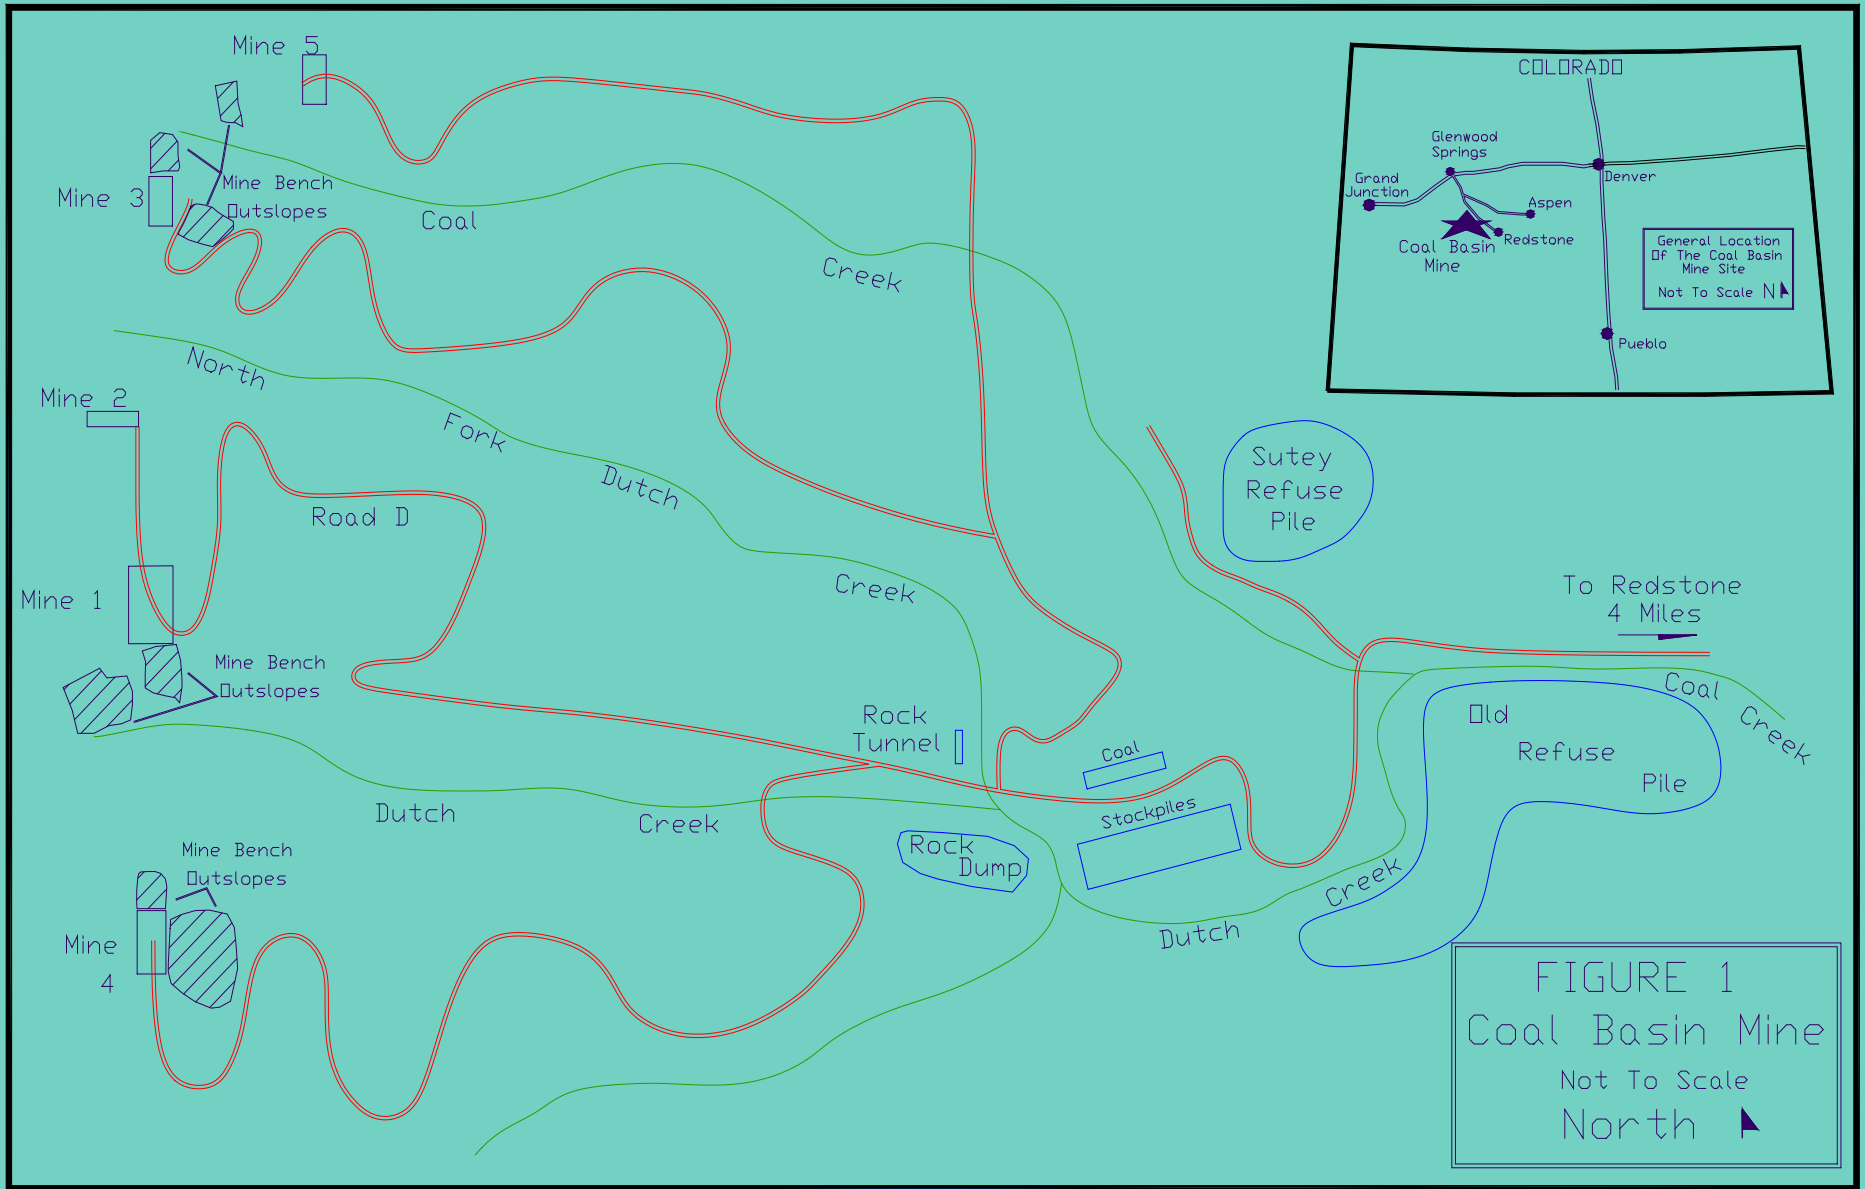 Mine 5
Mine 3
Mine Bench
Outslopes
Coal
Creek
North
Fork
Dutch
Creek
Mine 2
Road D
Mine 1
Mine Bench
Outslopes
Rock
Tunnel
Dutch
Creek
Mine Bench
Outslopes
Mine
4
Rock
Dump
Coal
Stockpiles
Dutch
Creek
Sutey
Refuse
Pile
To Redstone
4 Miles
Coal
Creek
Old
Refuse
Pile
COLORADO
Glenwood
Springs
Grand
Junction
Denver
Aspen
Redstone
Coal Basin
Mine
Pueblo
General Location
Of The Coal Basin
Mine Site
Not To Scale N
FIGURE 1
Coal Basin Mine
Not To Scale
North